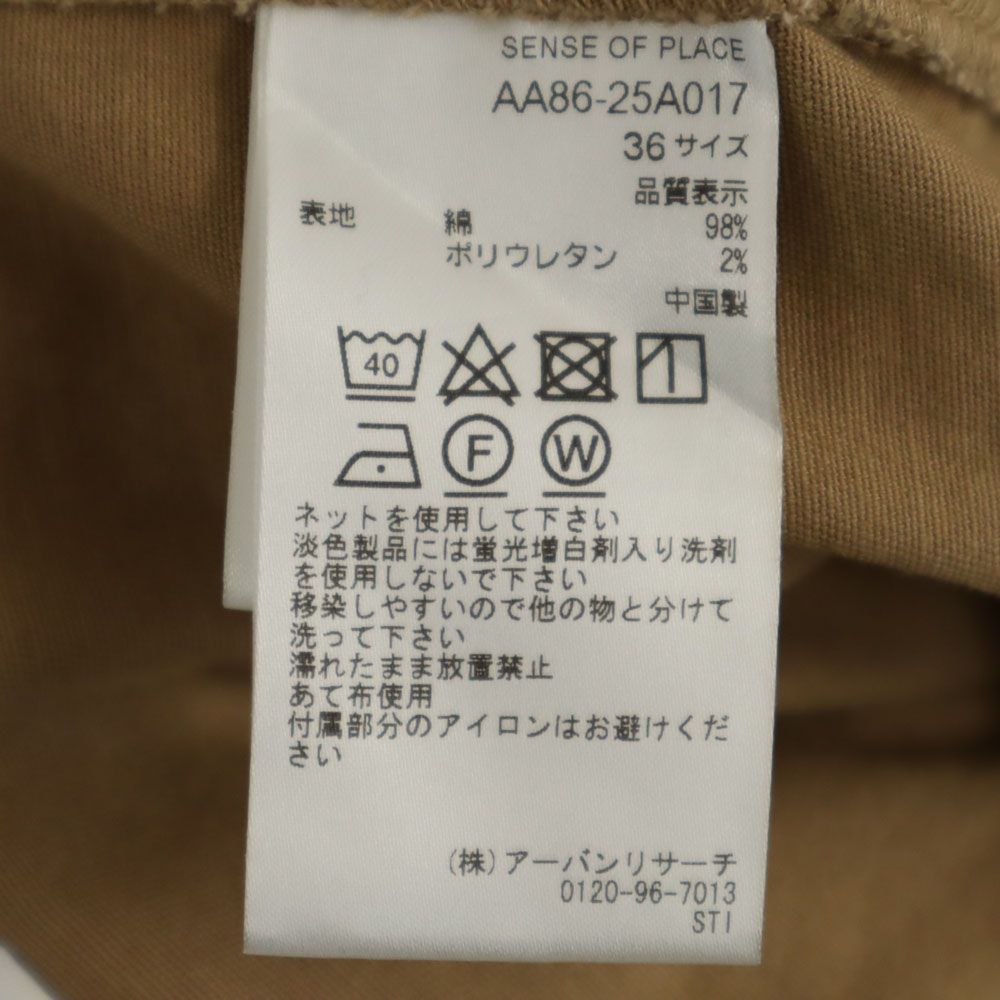 SENSE OF PLACE
AA86-25A017
36 サイズ
品質表示
表地 綿 98%
ポリウレタン 2%
中国製
40
F W
ネットを使用して下さい
淡色製品には蛍光増白剤入り洗剤
を使用しないで下さい
移染しやすいので他の物と分けて
洗って下さい
濡れたまま放置禁止
あて布使用
付属部分のアイロンはお避けくだ
さい
(株)アーバンリサーチ
0120-96-7013
STI